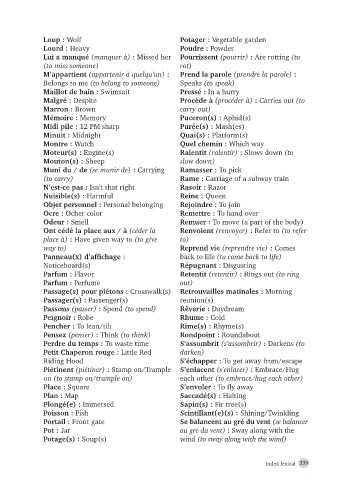 Loup : Wolf
Lourd : Heavy
Lui a manqué (manquer à) : Missed her
(to miss someone)
M'appartient (appartenir à quelqu'un) :
Belongs to me (to belong to someone)
Maillot de bain : Swimsuit
Malgré : Despite
Marron : Brown
Mémoire : Memory
Midi pile : 12 PM sharp
Minuit : Midnight
Montre : Watch
Moteur(s) : Engine(s)
Mouton(s) : Sheep
Muni du / de (se munir de) : Carrying
(to carry)
N'est-ce pas : Isn't that right
Nuisible(s) : Harmful
Objet personnel : Personal belonging
Ocre : Ocher color
Odeur : Smell
Ont cédé la place aux / à (céder la
place à) : Have given way to (to give
way to)
Panneau(x) d'affichage :
Noticeboard(s)
Parfum : Flavor
Parfum : Perfume
Passage(s) pour piétons : Crosswalk(s)
Passager(s) : Passenger(s)
Passons (passer) : Spend (to spend)
Peignoir : Robe
Pencher : To lean/tilt
Pensez (penser) : Think (to think)
Perdre du temps : To waste time
Petit Chaperon rouge : Little Red
Riding Hood
Piétinent (piétiner) : Stamp on/Trample
on (to stamp on/trample on)
Place : Square
Plan : Map
Plongé(e) : Immersed
Poisson : Fish
Portail : Front gate
Pot : Jar
Potage(s) : Soup(s)
Potager : Vegetable garden
Poudre : Powder
Pourrissent (pourrir) : Are rotting (to
rot)
Prend la parole (prendre la parole) :
Speaks (to speak)
Pressé : In a hurry
Procède à (procéder à) : Carries out (to
carry out)
Puceron(s) : Aphid(s)
Purée(s) : Mash(es)
Quai(s) : Platform(s)
Quel chemin : Which way
Ralentit (ralentir) : Slows down (to
slow down)
Ramasser : To pick
Rame : Carriage of a subway train
Rasoir : Razor
Reine : Queen
Rejoindre : To join
Remettre : To hand over
Remuer : To move (a part of the body)
Renvoient (renvoyer) : Refer to (to refer
to)
Reprend vie (reprendre vie) : Comes
back to life (to come back to life)
Répugnant : Disgusting
Retentit (retentir) : Rings out (to ring
out)
Retrouvailles matinales : Morning
reunion(s)
Rêverie : Daydream
Rhume : Cold
Rime(s) : Rhyme(s)
Rondpoint : Roundabout
S'assombrit (s'assombrir) : Darkens (to
darken)
S'échapper : To get away from/escape
S'enlacent (s'enlacer) : Embrace/Hug
each other (to embrace/hug each other)
S'envoler : To fly away
Saccadé(s) : Halting
Sapin(s) : Fir tree(s)
Scintillant(e)(s) : Shining/Twinkling
Se balancent au gré du vent (se balancer
au gré du vent) : Sway along with the
wind (to sway along with the wind)
Index lexical 339